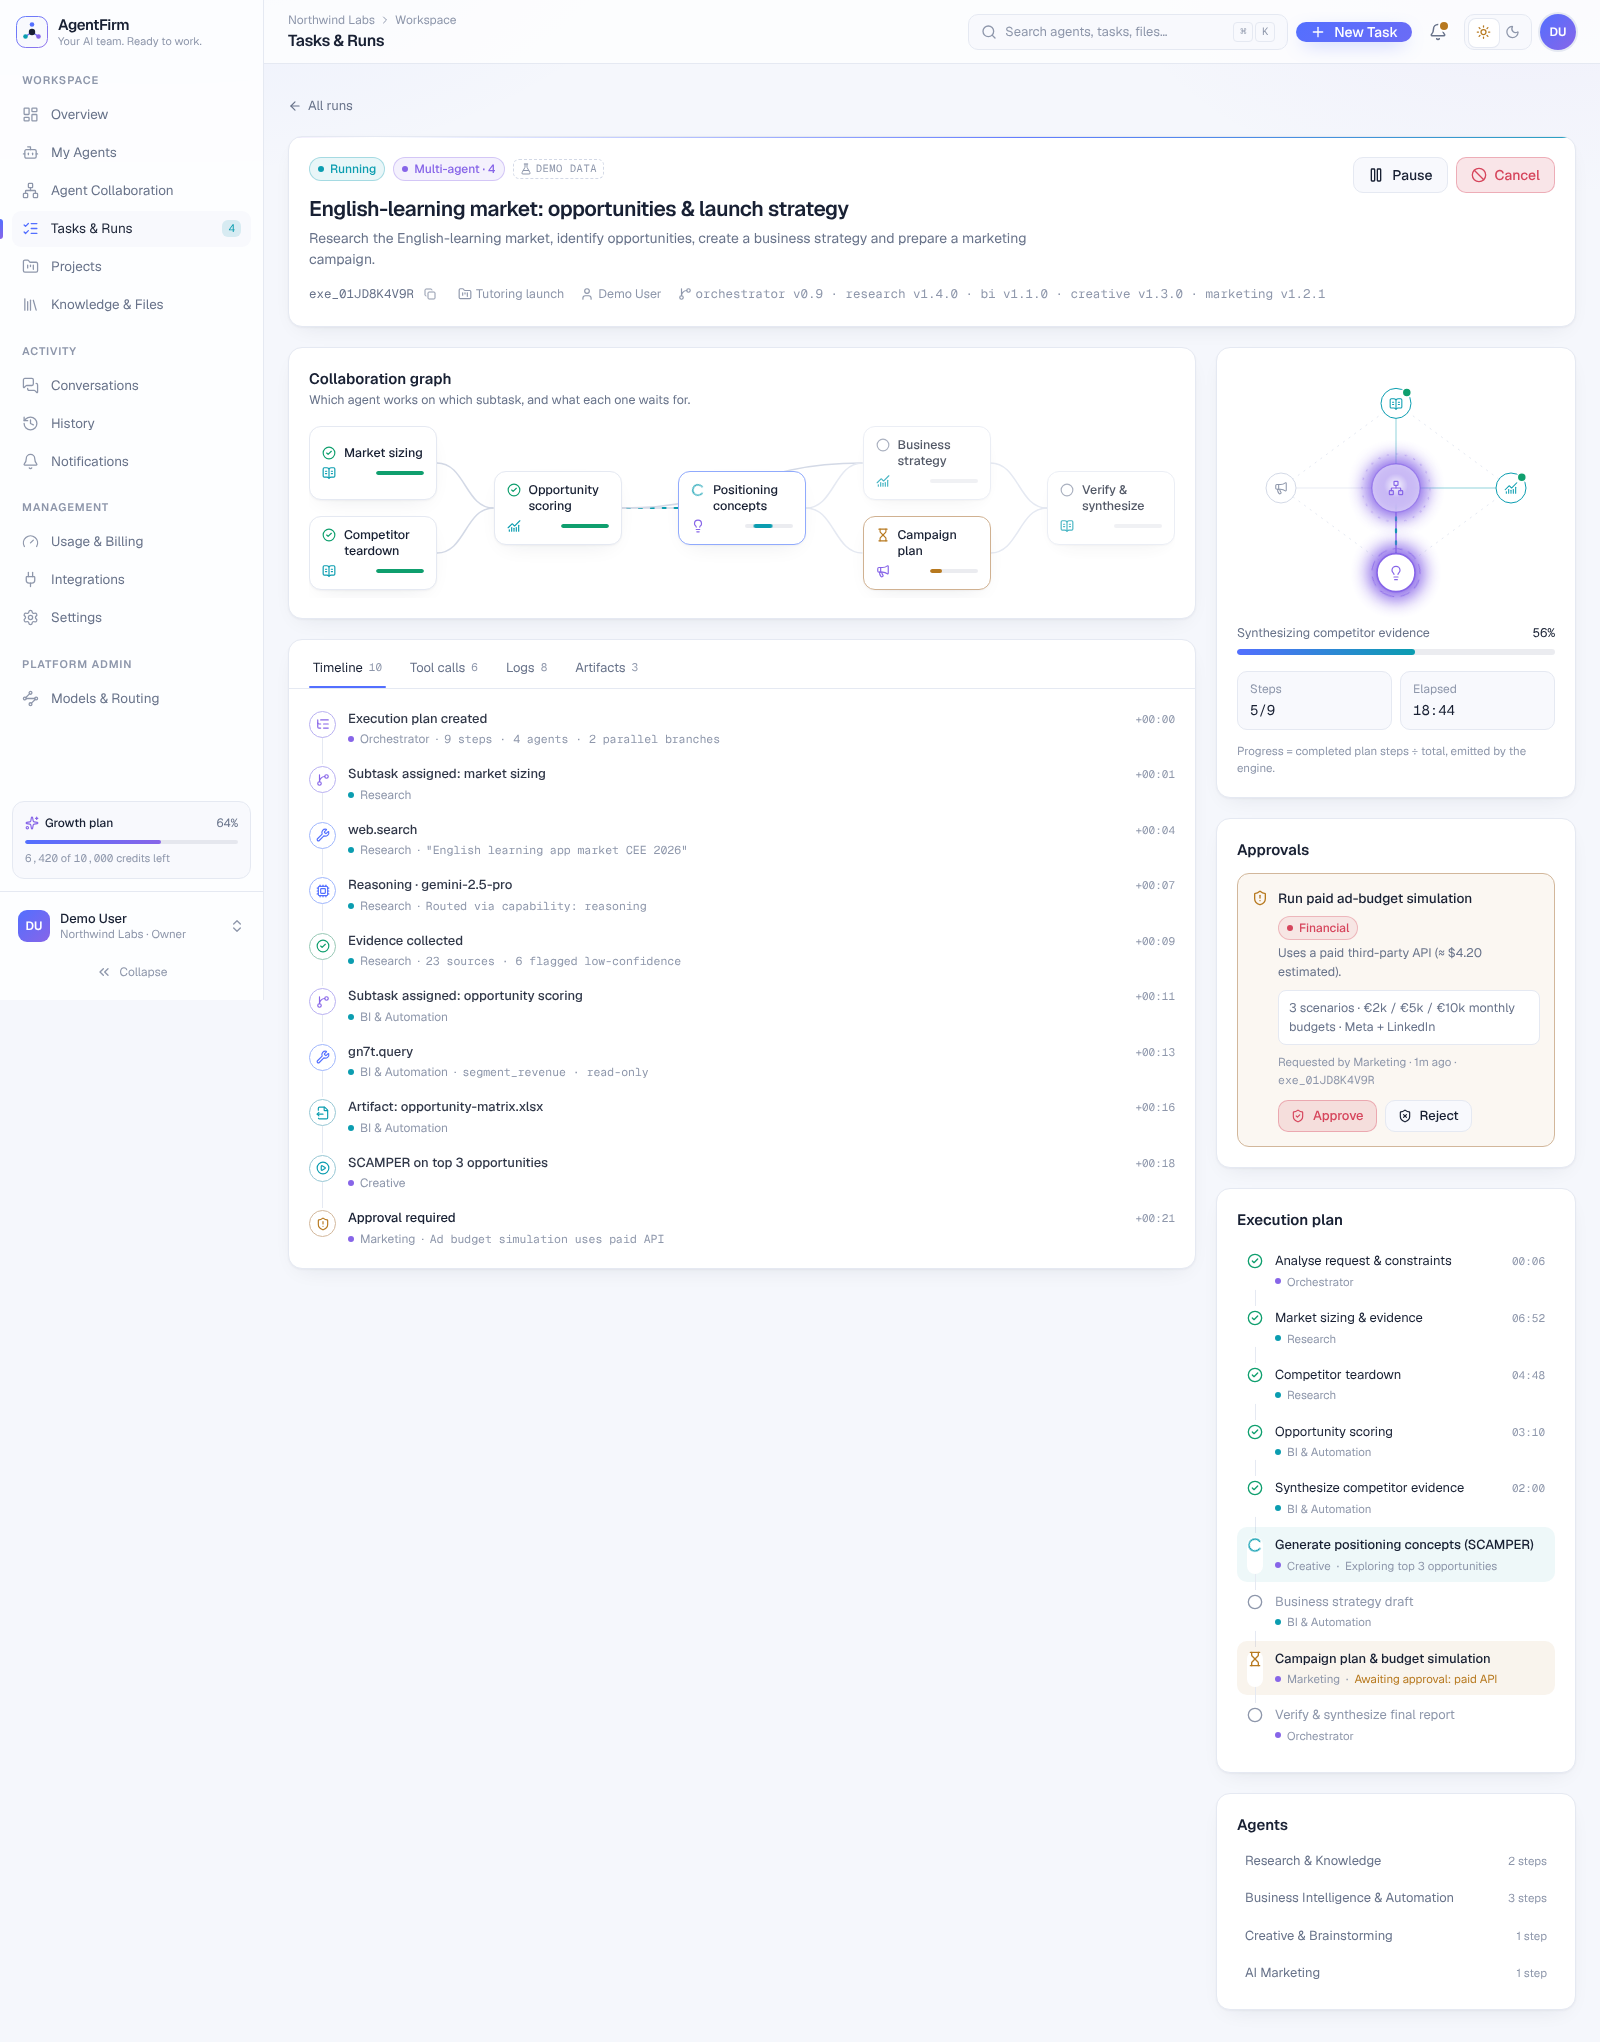 AgentFirm
Your AI team. Ready to work.
WORKSPACE
Overview
My Agents
Agent Collaboration
Tasks & Runs 4
Projects
Knowledge & Files
ACTIVITY
Conversations
History
Notifications
MANAGEMENT
Usage & Billing
Integrations
Settings
PLATFORM ADMIN
Models & Routing
Growth plan 64%
6,420 of 10,000 credits left
DU
Demo User
Northwind Labs · Owner
Collapse
Northwind Labs > Workspace
Tasks & Runs
Search agents, tasks, files...
⌘ K
New Task
DU
All runs
Running
Multi-agent · 4
DEMO DATA
Pause
Cancel
English-learning market: opportunities & launch strategy
Research the English-learning market, identify opportunities, create a business strategy and prepare a marketing
campaign.
exe_01JD8K4V9R Tutoring launch Demo User orchestrator v0.9 · research v1.4.0 · bi v1.1.0 · creative v1.3.0 · marketing v1.2.1
Collaboration graph
Which agent works on which subtask, and what each one waits for.
Market sizing
Competitor
teardown
Opportunity
scoring
Positioning
concepts
Business
strategy
Campaign
plan
Verify &
synthesize
Timeline 10 Tool calls 6 Logs 8 Artifacts 3
Execution plan created +00:00
Orchestrator · 9 steps · 4 agents · 2 parallel branches
Subtask assigned: market sizing +00:01
Research
web.search +00:04
Research · "English learning app market CEE 2026"
Reasoning · gemini-2.5-pro +00:07
Research · Routed via capability: reasoning
Evidence collected +00:09
Research · 23 sources · 6 flagged low-confidence
Subtask assigned: opportunity scoring +00:11
BI & Automation
gn7t.query +00:13
BI & Automation · segment_revenue · read-only
Artifact: opportunity-matrix.xlsx +00:16
BI & Automation
SCAMPER on top 3 opportunities +00:18
Creative
Approval required +00:21
Marketing · Ad budget simulation uses paid API
Synthesizing competitor evidence 56%
Steps
5/9
Elapsed
18:44
Progress = completed plan steps ÷ total, emitted by the
engine.
Approvals
Run paid ad-budget simulation
Financial
Uses a paid third-party API (≈ $4.20
estimated).
3 scenarios · €2k / €5k / €10k monthly
budgets · Meta + LinkedIn
Requested by Marketing · 1m ago ·
exe_01JD8K4V9R
Approve
Reject
Execution plan
Analyse request & constraints 00:06
Orchestrator
Market sizing & evidence 06:52
Research
Competitor teardown 04:48
Research
Opportunity scoring 03:10
BI & Automation
Synthesize competitor evidence 02:00
BI & Automation
Generate positioning concepts (SCAMPER)
Creative · Exploring top 3 opportunities
Business strategy draft
BI & Automation
Campaign plan & budget simulation
Marketing · Awaiting approval: paid API
Verify & synthesize final report
Orchestrator
Agents
Research & Knowledge 2 steps
Business Intelligence & Automation 3 steps
Creative & Brainstorming 1 step
AI Marketing 1 step